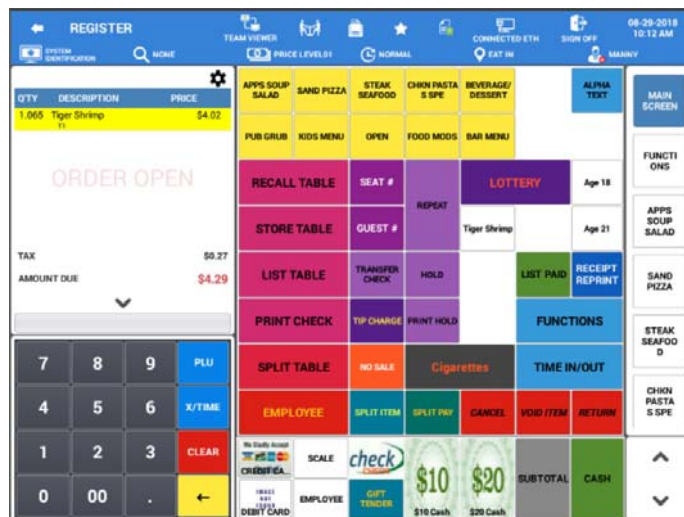 REGISTER
TEAM VIEWER
CONNECTED ETH
SIGN OFF
08-29-2018
10:12 AM
SYSTEM
IDENTIFICATION
NONE
PRICE LEVEL01
NORMAL
EAT IN
MANNY
Q'TY DESCRIPTION PRICE
1.065 Tiger Shrimp $4.02
T1
ORDER OPEN
TAX $0.27
AMOUNT DUE $4.29
7 8 9 PLU
4 5 6 X/TIME
1 2 3 CLEAR
0 00 . ←
APPS SOUP
SALAD
SAND PIZZA
STEAK
SEAFOOD
CHKN PASTA
S SPE
BEVERAGE/
DESSERT
ALPHA
TEXT
PUB GRUB
KIDS MENU
OPEN
FOOD MODS
BAR MENU
RECALL TABLE
SEAT #
REPEAT
LOTTERY
Age 18
STORE TABLE
GUEST #
Tiger Shrimp
Age 21
LIST TABLE
TRANSFER
CHECK
HOLD
LIST PAID
RECEIPT
REPRINT
PRINT CHECK
TIP CHARGE
PRINT HOLD
FUNCTIONS
SPLIT TABLE
NO SALE
Cigarettes
TIME IN/OUT
EMPLOYEE
SPLIT ITEM
SPLIT PAY
CANCEL
VOID ITEM
RETURN
We Gladly Accept
CREDIT CA...
SCALE
check
$10
$10 Cash
$20
$20 Cash
SUBTOTAL
CASH
IMAGE
NOT
FOUND
DEBIT CARD
EMPLOYEE
GIFT
TENDER
MAIN
SCREEN
FUNCTI
ONS
APPS
SOUP
SALAD
SAND
PIZZA
STEAK
SEAFOO
D
CHKN
PASTA
S SPE